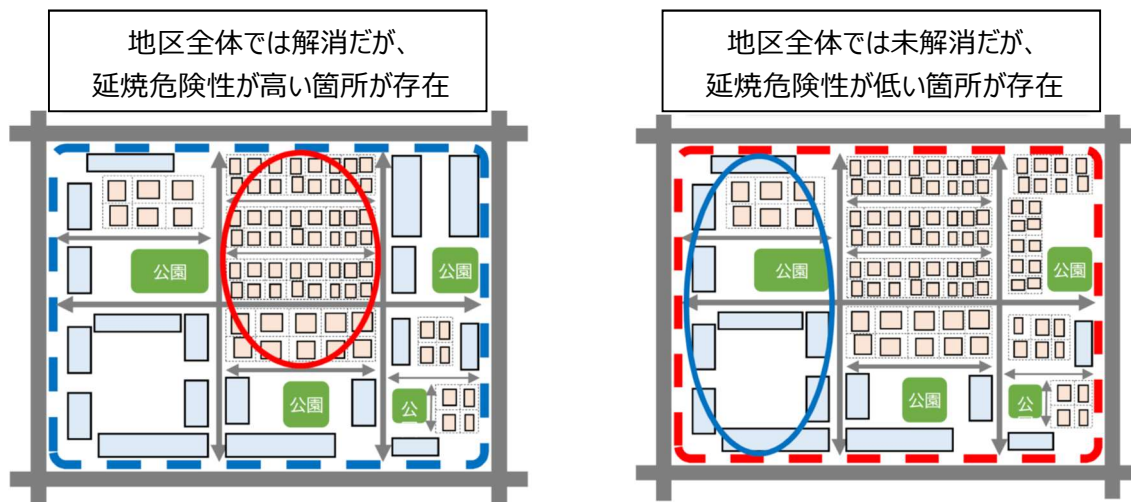 地区全体では解消だが、
延焼危険性が高い箇所が存在
公園
公園
公園
公
地区全体では未解消だが、
延焼危険性が低い箇所が存在
公園
公園
公園
公